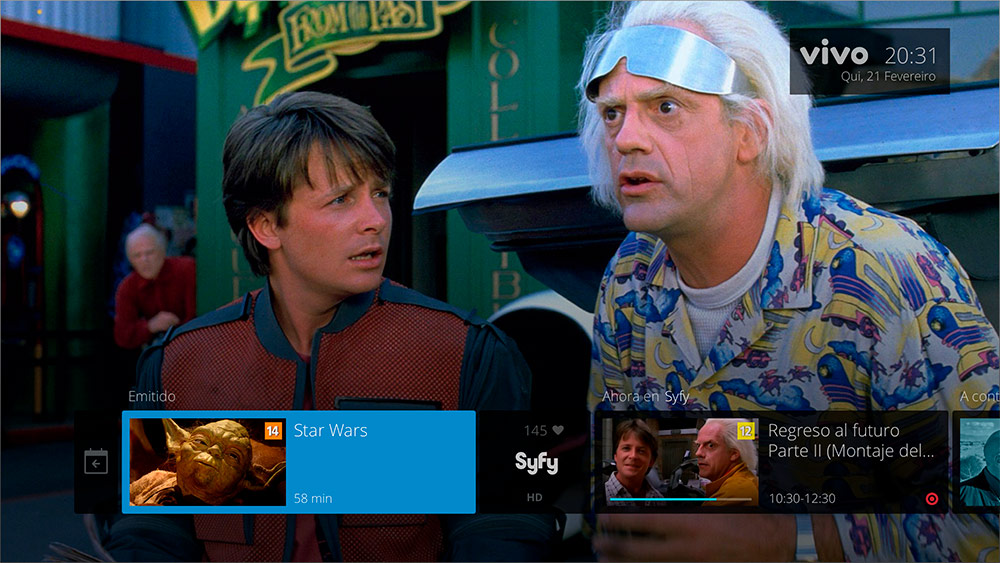 FROM THE PAST
vivo 20:31
Qui, 21 Fevereiro
Emitido
Ahora en Syfy
A cont
14
Star Wars
58 min
145
Syfy
HD
12
Regreso al futuro
Parte II (Montaje del...
10:30-12:30